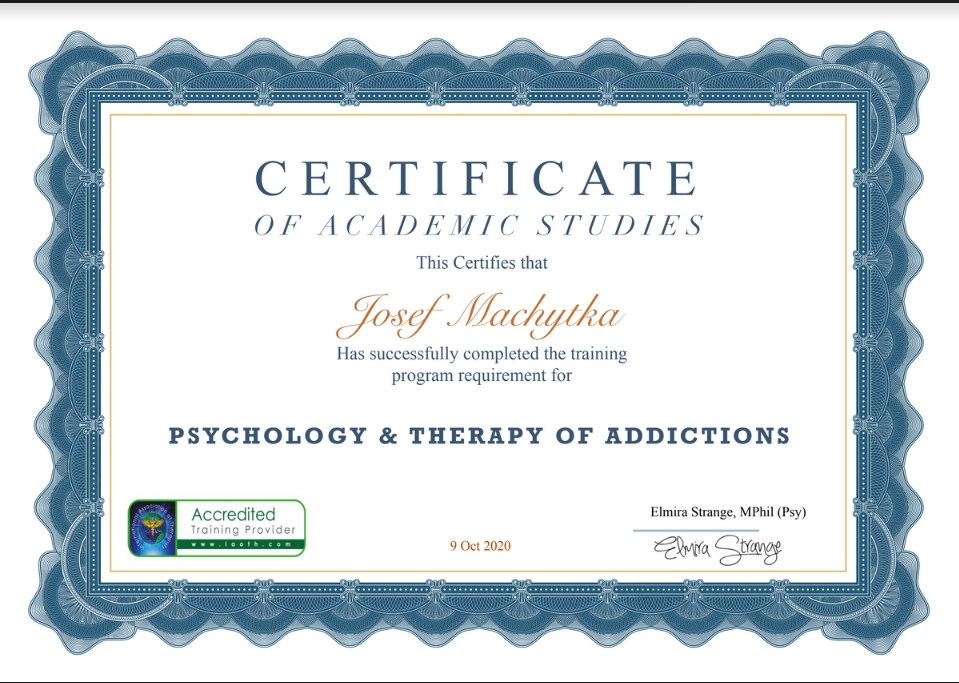 CERTIFICATE
OF ACADEMIC STUDIES
This Certifies that
Josef Machytka
Has successfully completed the training
program requirement for
PSYCHOLOGY & THERAPY OF ADDICTIONS
Accredited
Training Provider
www.iaoth.com
9 Oct 2020
Elmira Strange, MPhil (Psy)
Elmira Strange